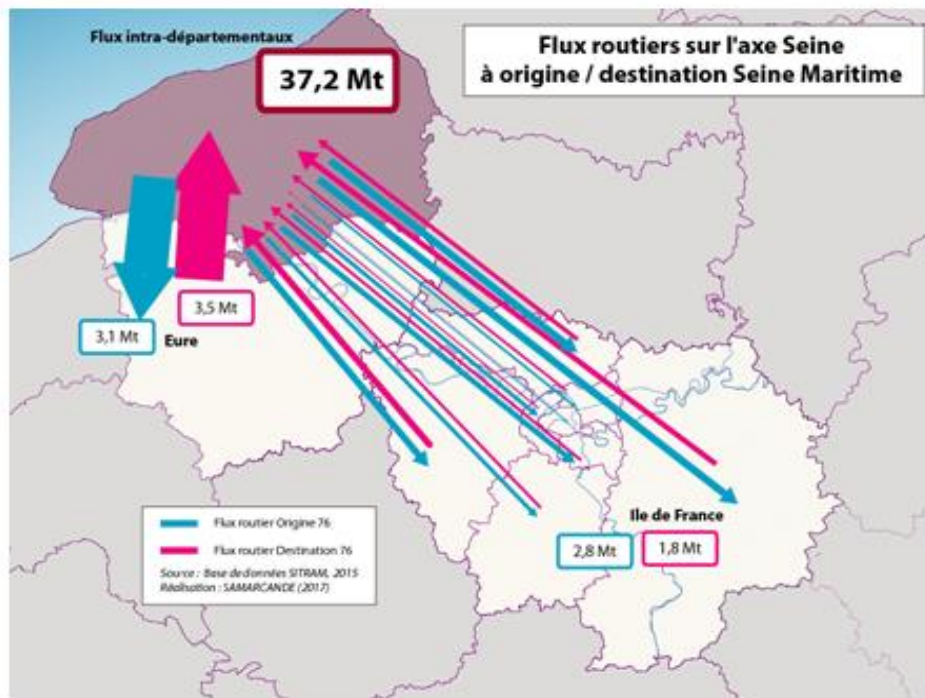 Flux intra-départementaux
37,2 Mt
Flux routiers sur l'axe Seine
à origine / destination Seine Maritime
3,5 Mt
3,1 Mt
Eure
Flux routier Origine 76
Flux routier Destination 76
Source : Base de données SITRAM, 2015
Réalisation : SAMARCANDE (2017)
Ile de France
2,8 Mt
1,8 Mt